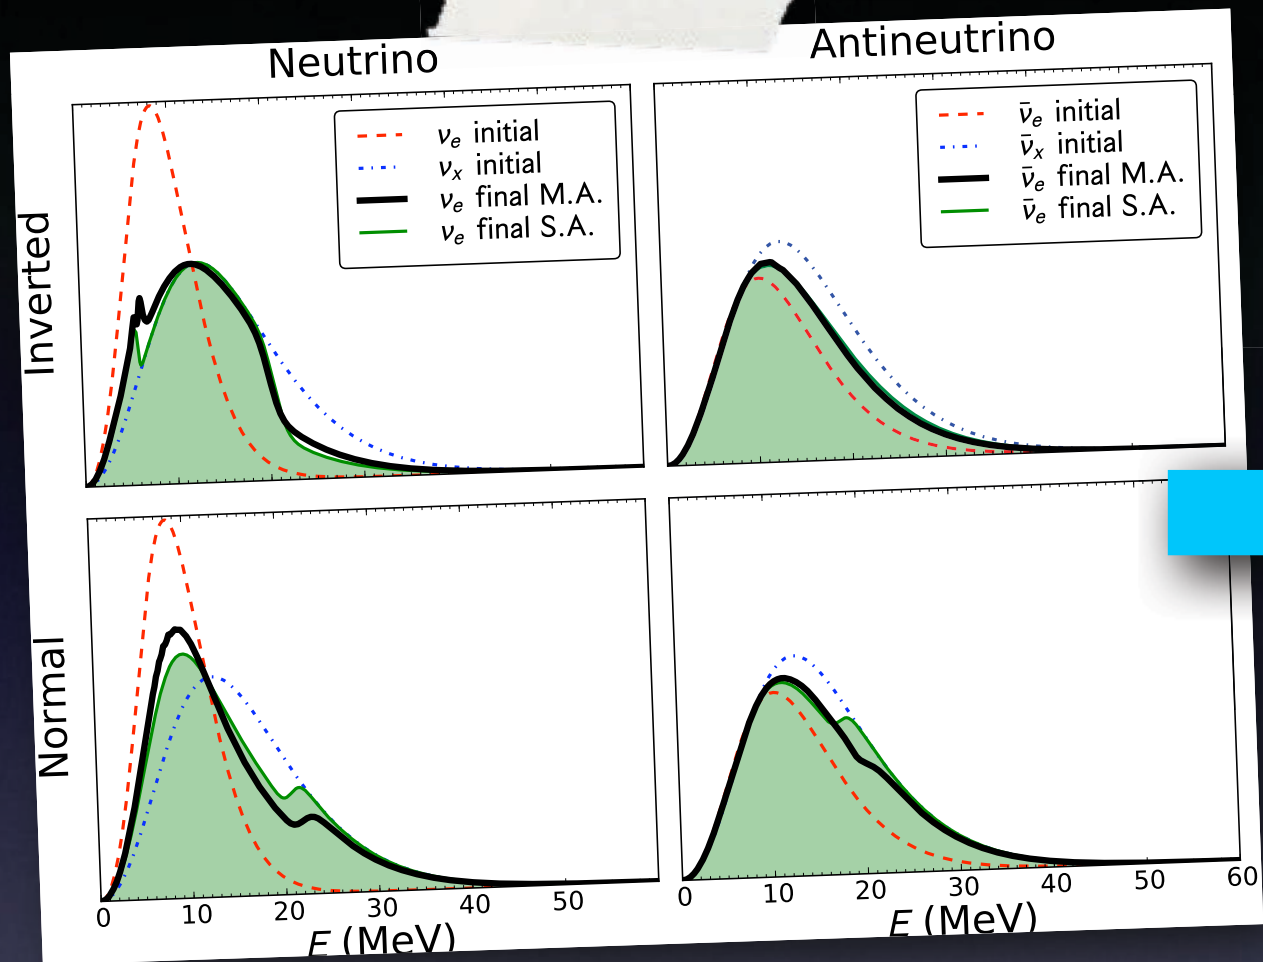 Neutrino
Antineutrino
νₑ initial
νₓ initial
νₑ final M.A.
νₑ final S.A.
ν̄ₑ initial
ν̄ₓ initial
ν̄ₑ final M.A.
ν̄ₑ final S.A.
Inverted
Normal
0 10 20 30 40 50
E (MeV)
0 10 20 30 40 50 60
E (MeV)